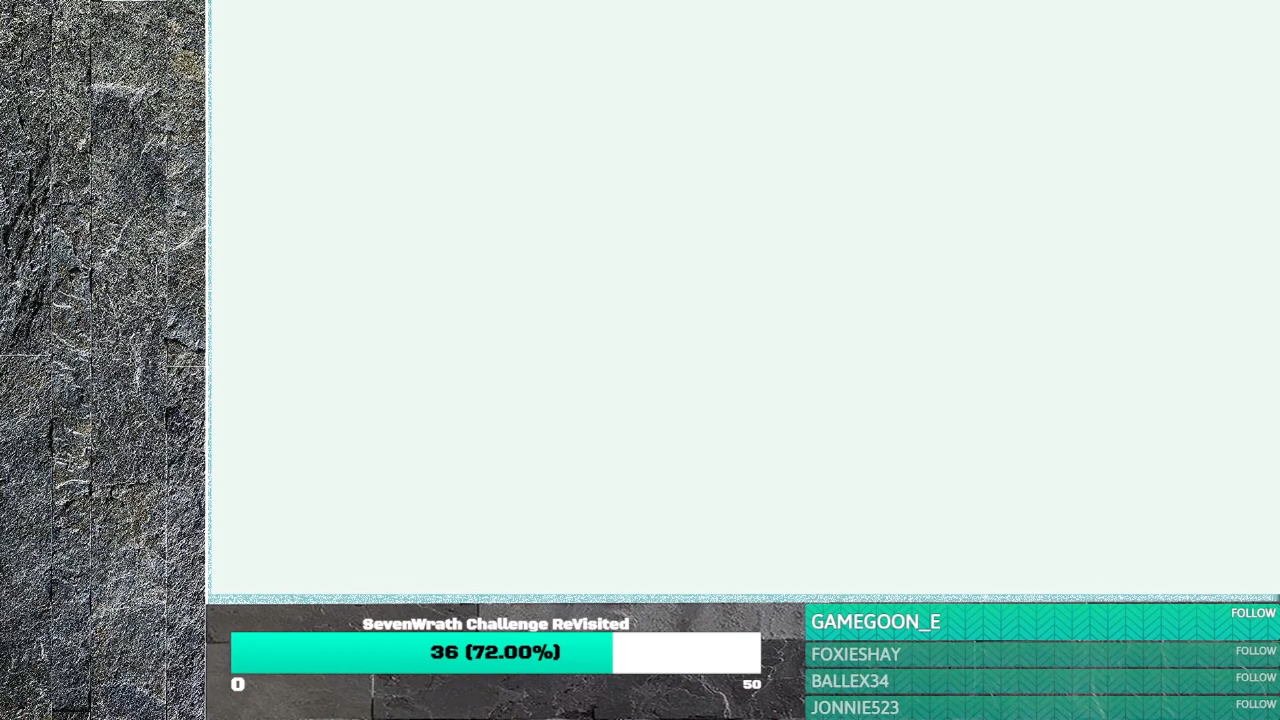 SevenWrath Challenge ReVisited
36 (72.00%)
0 50
GAMEGOON_E FOLLOW
FOXIESHAY FOLLOW
BALLEX34 FOLLOW
JONNIE523 FOLLOW